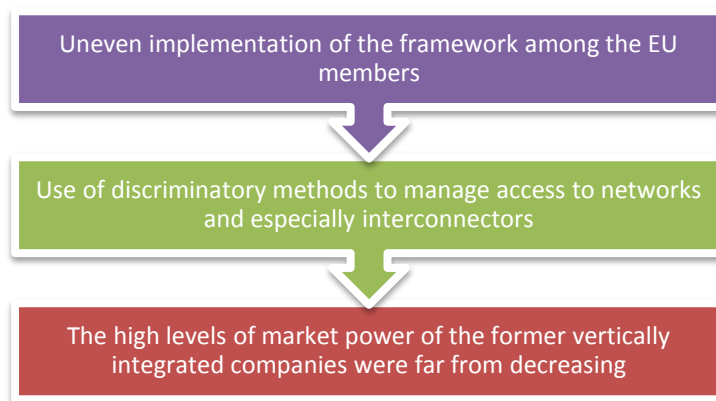 Uneven implementation of the framework among the EU
members
Use of discriminatory methods to manage access to networks
and especially interconnectors
The high levels of market power of the former vertically
integrated companies were far from decreasing